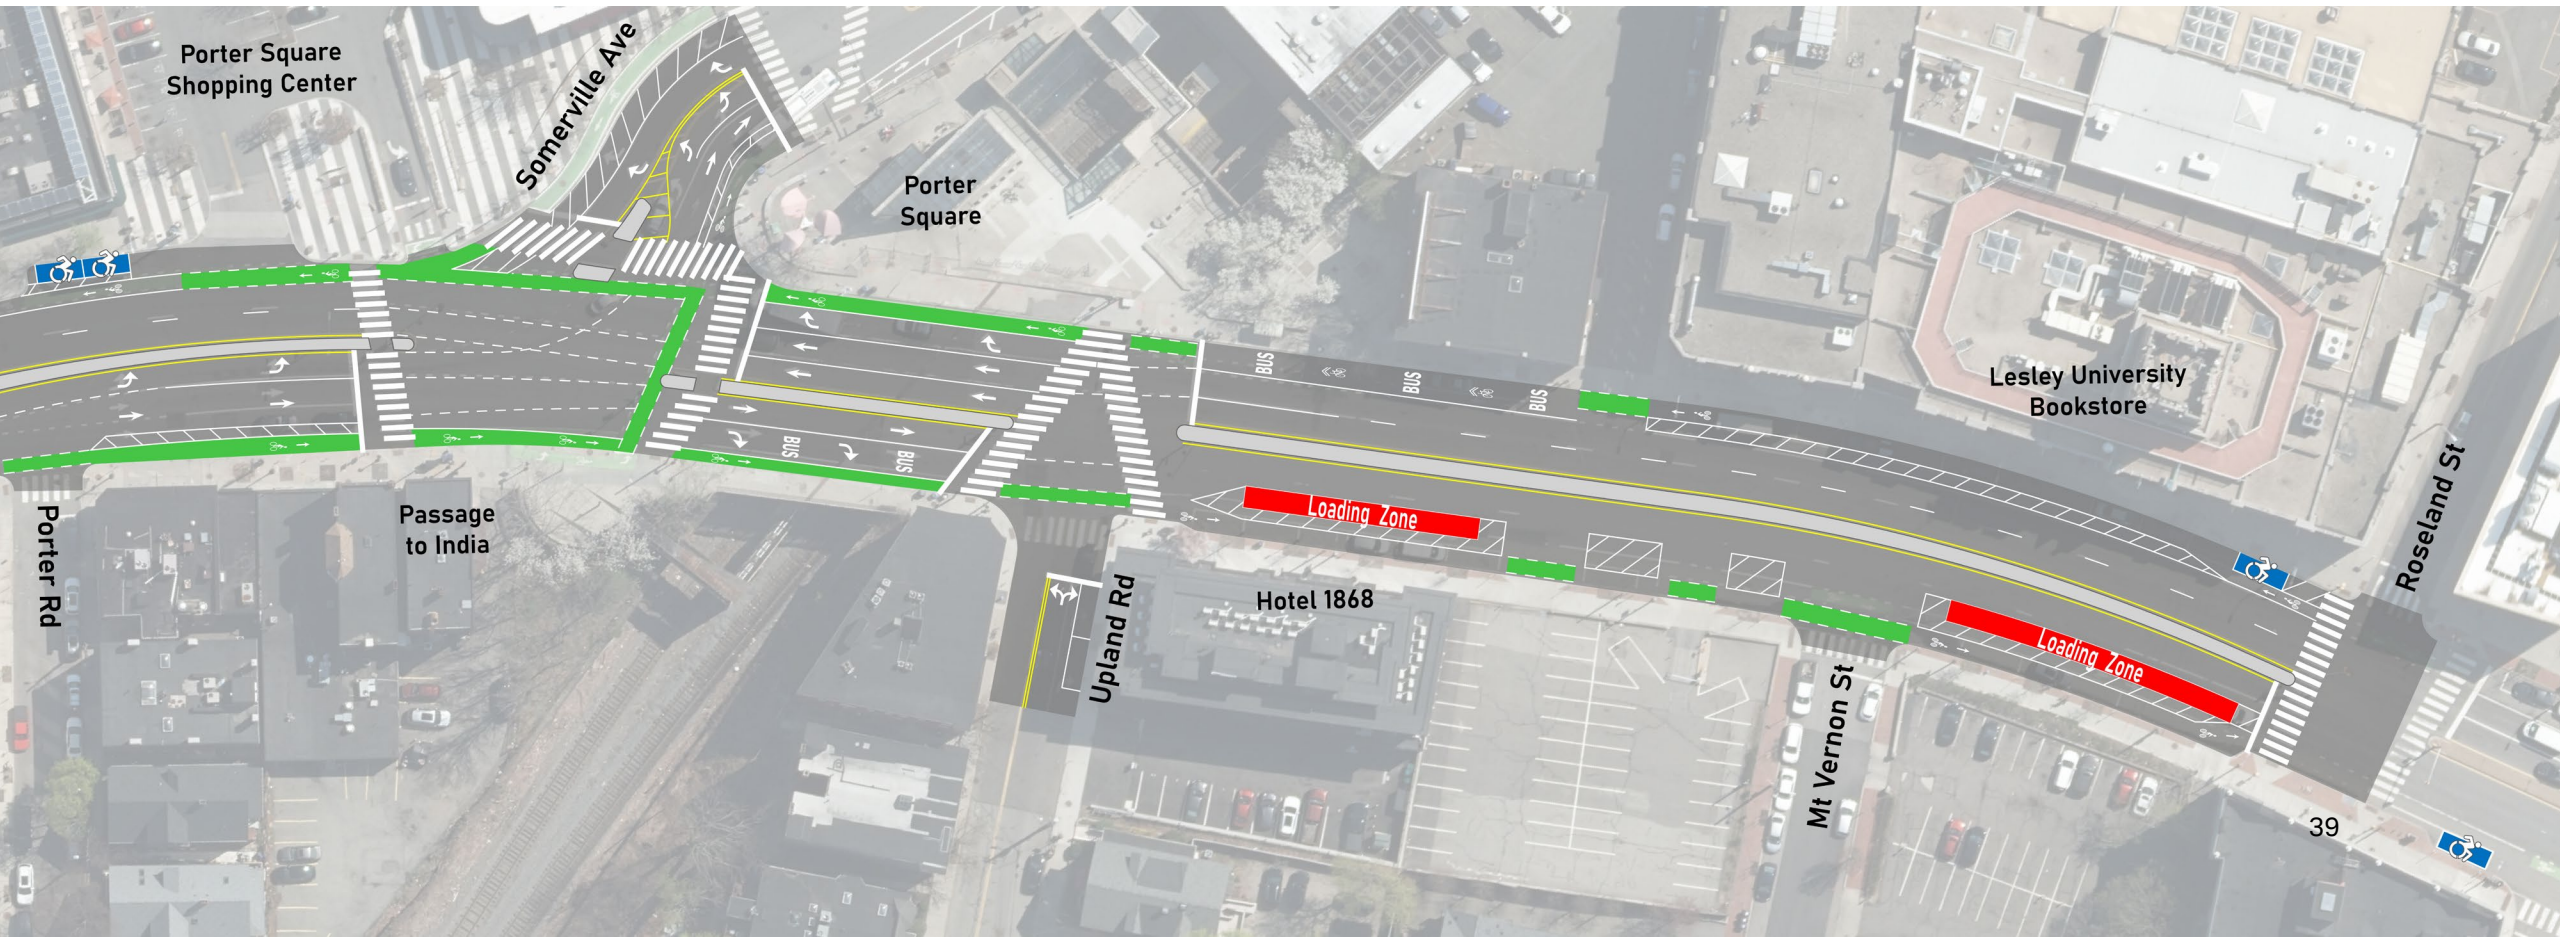 Porter Square
Shopping Center
Somerville Ave
Porter
Square
BUS
BUS
BUS
Lesley University
Bookstore
Roseland St
BUS
BUS
Loading Zone
Porter Rd
Passage
to India
Upland Rd
Hotel 1868
Loading Zone
Mt Vernon St
39